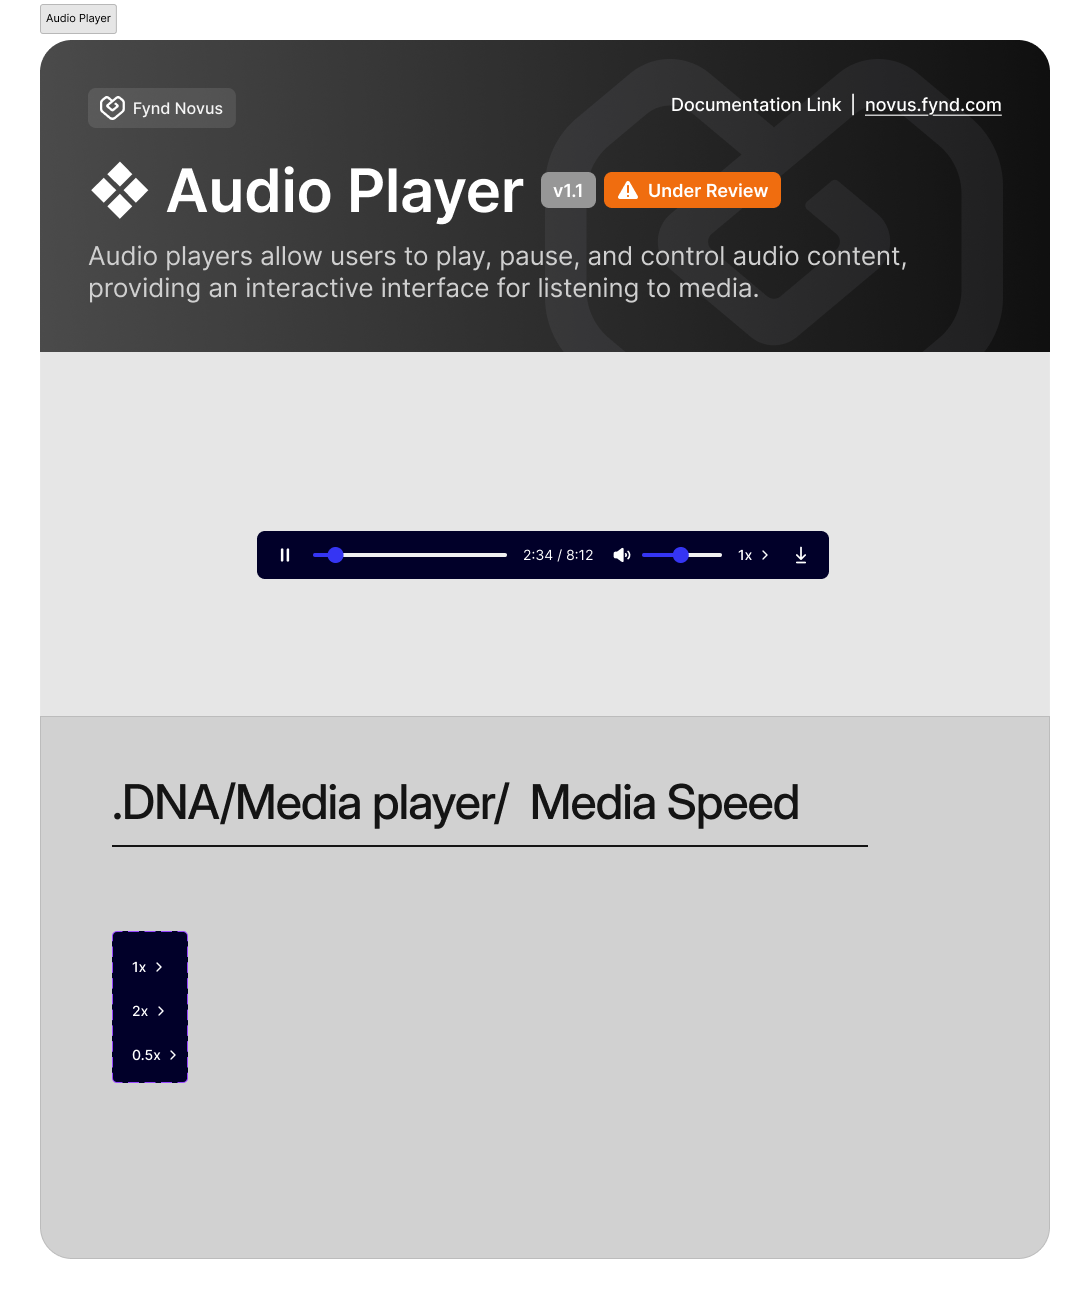 Audio Player
Fynd Novus
Documentation Link | novus.fynd.com
Audio Player v1.1 Under Review
Audio players allow users to play, pause, and control audio content,
providing an interactive interface for listening to media.
2:34 / 8:12 1x
.DNA/Media player/ Media Speed
1x
2x
0.5x